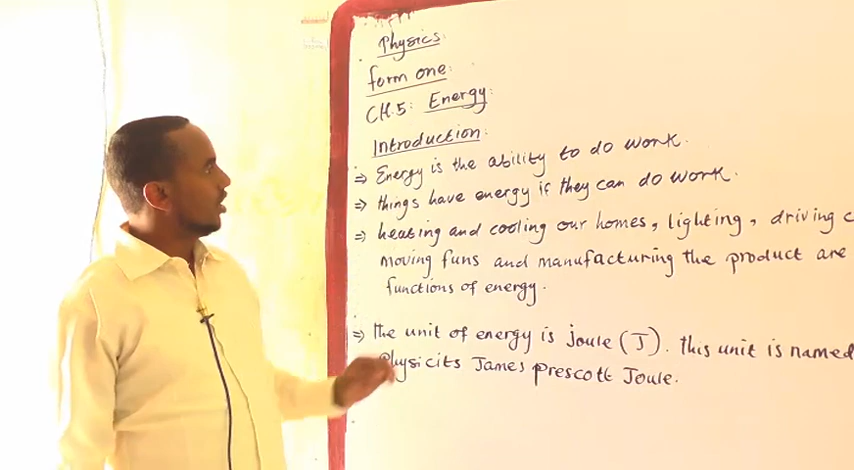 Physics:
form one:
CH.5: Energy:
Introduction:
⇒ Energy is the ability to do work.
⇒ things have energy if they can do work.
⇒ heating and cooling our homes, lighting, driving c
moving funs and manufacturing the product are
functions of energy.
⇒ the unit of energy is joule (J). this unit is named
Physicits James prescott Joule.